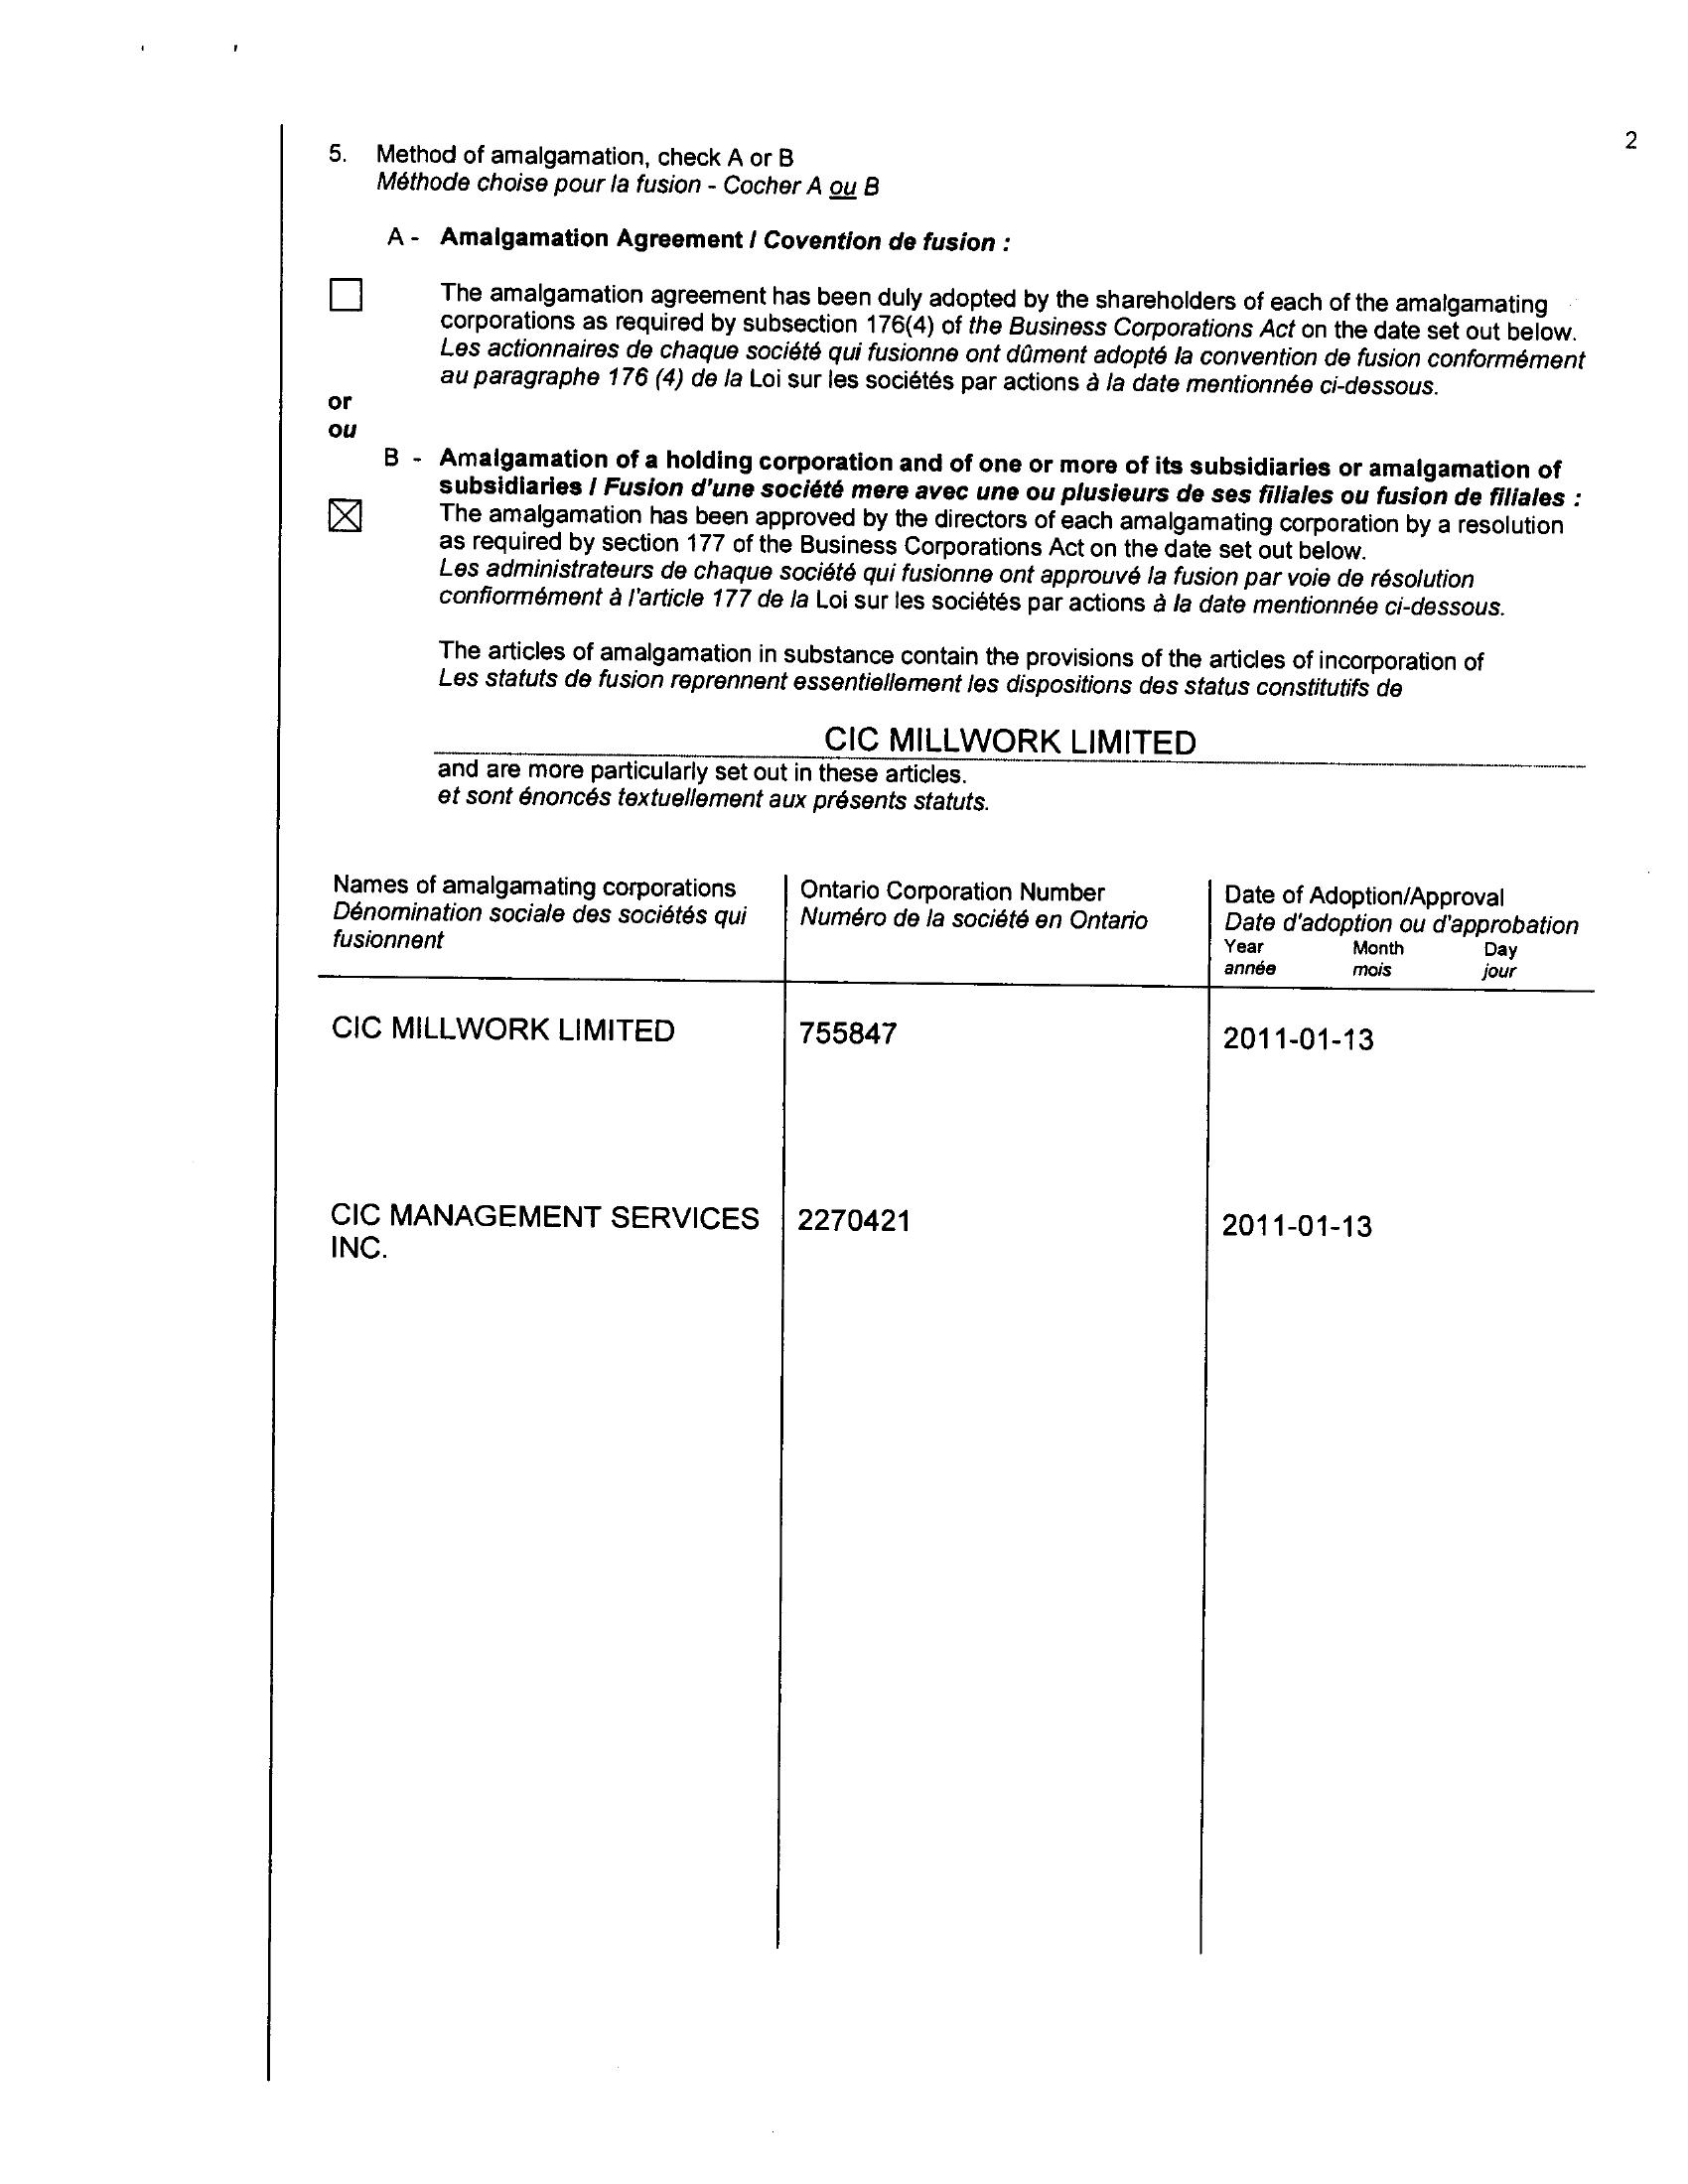 2
5. Method of amalgamation, check A or B
Méthode choise pour la fusion - Cocher A ou B
A - Amalgamation Agreement / Covention de fusion :
The amalgamation agreement has been duly adopted by the shareholders of each of the amalgamating
corporations as required by subsection 176(4) of the Business Corporations Act on the date set out below.
Les actionnaires de chaque société qui fusionne ont dûment adopté la convention de fusion conformément
au paragraphe 176 (4) de la Loi sur les sociétés par actions à la date mentionnée ci-dessous.
or
ou
B - Amalgamation of a holding corporation and of one or more of its subsidiaries or amalgamation of
subsidiaries / Fusion d'une société mere avec une ou plusieurs de ses filiales ou fusion de filiales :
The amalgamation has been approved by the directors of each amalgamating corporation by a resolution
as required by section 177 of the Business Corporations Act on the date set out below.
Les administrateurs de chaque société qui fusionne ont approuvé la fusion par voie de résolution
confiormément à l'article 177 de la Loi sur les sociétés par actions à la date mentionnée ci-dessous.
The articles of amalgamation in substance contain the provisions of the articles of incorporation of
Les statuts de fusion reprennent essentiellement les dispositions des status constitutifs de
CIC MILLWORK LIMITED
and are more particularly set out in these articles.
et sont énoncés textuellement aux présents statuts.
Names of amalgamating corporations
Dénomination sociale des sociétés qui
fusionnent
Ontario Corporation Number
Numéro de la société en Ontario
Date of Adoption/Approval
Date d'adoption ou d'approbation
Year Month Day
année mois jour
CIC MILLWORK LIMITED 755847 2011-01-13
CIC MANAGEMENT SERVICES 2270421 2011-01-13
INC.